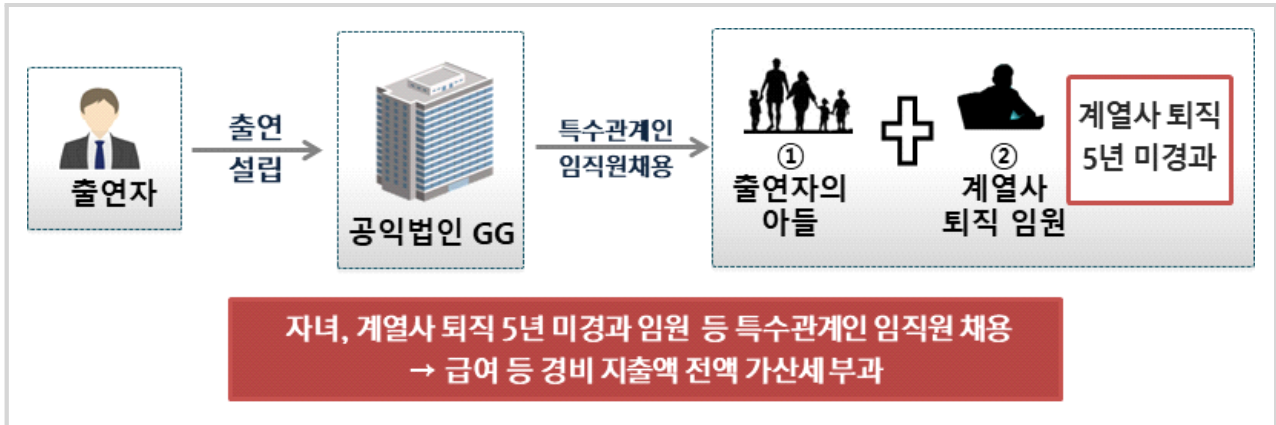 출연자
출연
설립
공익법인 GG
특수관계인
임직원채용
①
출연자의
아들
②
계열사
퇴직 임원
계열사 퇴직
5년 미경과
자녀, 계열사 퇴직 5년 미경과 임원 등 특수관계인 임직원 채용
→ 급여 등 경비 지출액 전액 가산세 부과